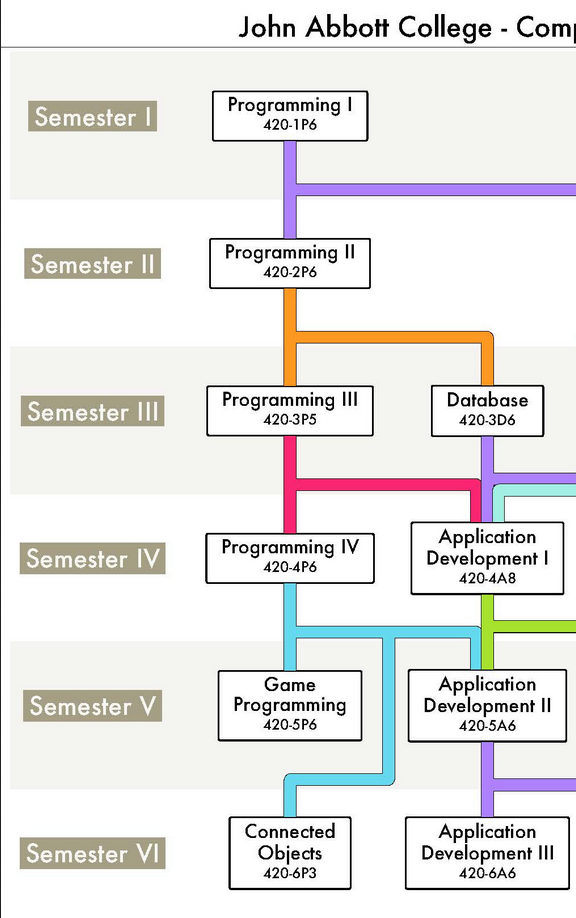 John Abbott College - Comp
Semester I
Programming I
420-1P6
Semester II
Programming II
420-2P6
Semester III
Programming III
420-3P5
Database
420-3D6
Semester IV
Programming IV
420-4P6
Application
Development I
420-4A8
Semester V
Game
Programming
420-5P6
Application
Development II
420-5A6
Semester VI
Connected
Objects
420-6P3
Application
Development III
420-6A6